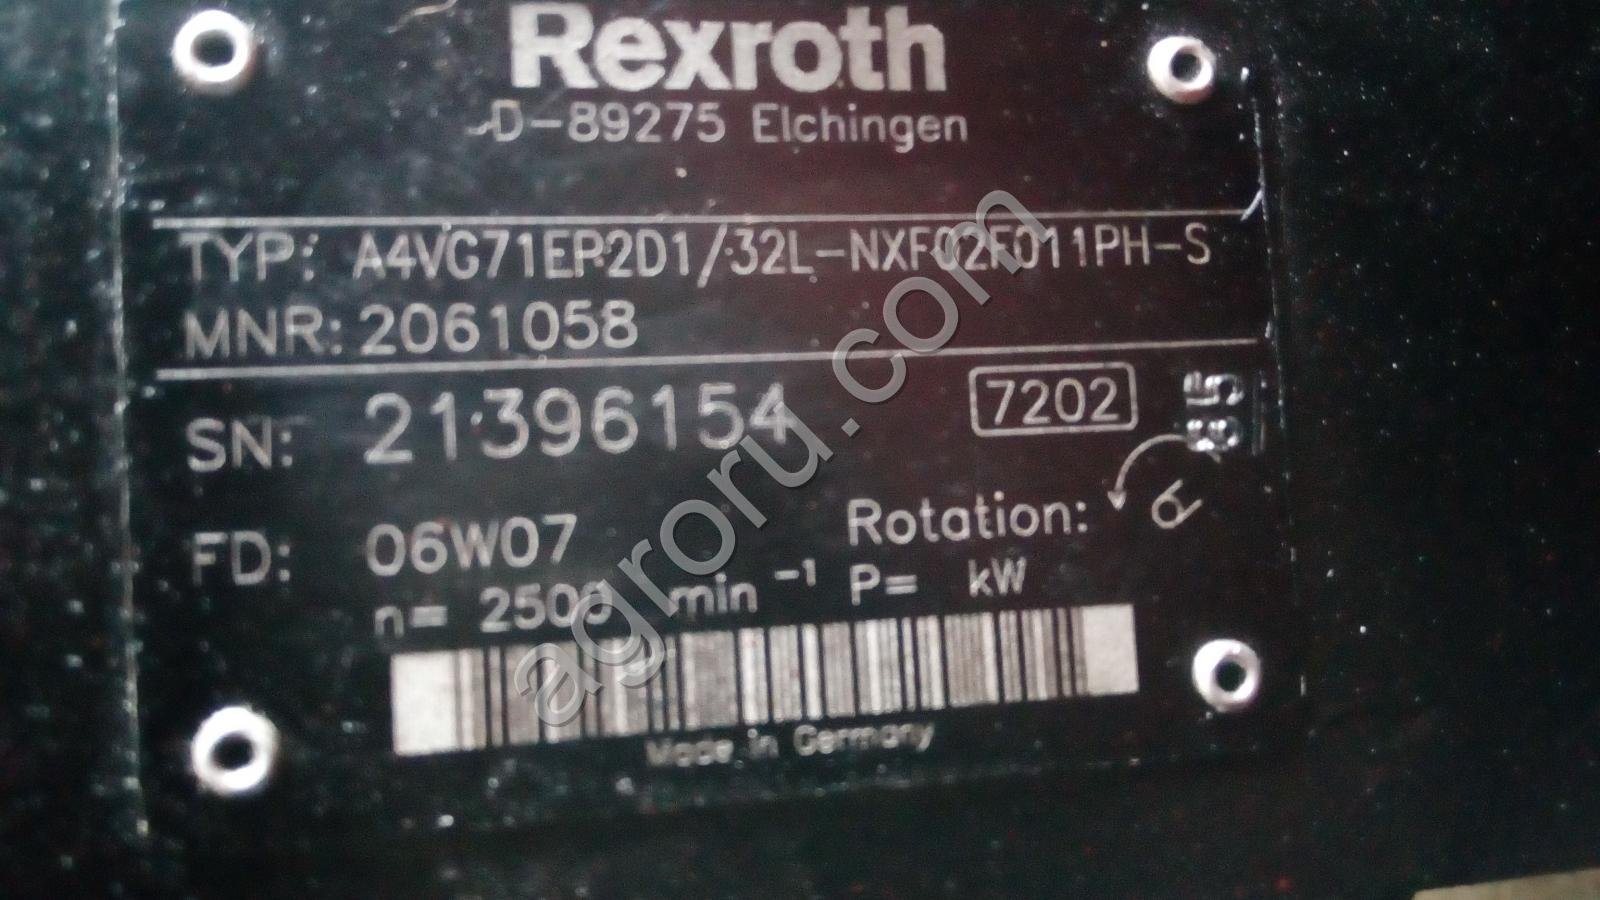 Rexroth
D-89275 Elchingen
TYP: A4VG71EP2D1/32L-NXF02F011PH-S
MNR: 2061058
SN: 21396154 7202
85
FD: 06W07 Rotation:
n= 2500 min⁻¹ P= kW
Made in Germany
agroru.com